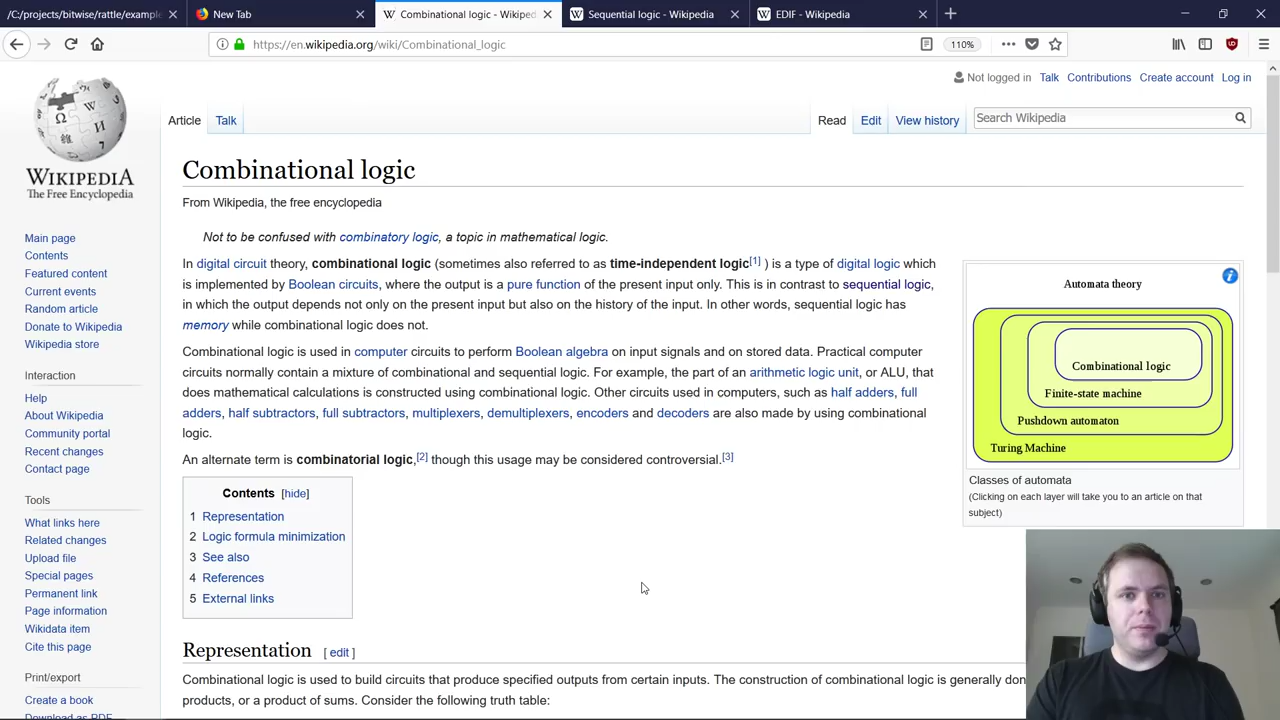 /C:/projects/bitwise/rattle/example
New Tab
Combinational logic - Wikiped
Sequential logic - Wikipedia
EDIF - Wikipedia
https://en.wikipedia.org/wiki/Combinational_logic
110%
Not logged in Talk Contributions Create account Log in
Article Talk
Read Edit View history
Search Wikipedia
WIKIPEDIA
The Free Encyclopedia
Main page
Contents
Featured content
Current events
Random article
Donate to Wikipedia
Wikipedia store
Interaction
Help
About Wikipedia
Community portal
Recent changes
Contact page
Tools
What links here
Related changes
Upload file
Special pages
Permanent link
Page information
Wikidata item
Cite this page
Print/export
Create a book
Download as PDF
Combinational logic
From Wikipedia, the free encyclopedia
Not to be confused with combinatory logic, a topic in mathematical logic.
In digital circuit theory, combinational logic (sometimes also referred to as time-independent logic[1] ) is a type of digital logic which
is implemented by Boolean circuits, where the output is a pure function of the present input only. This is in contrast to sequential logic,
in which the output depends not only on the present input but also on the history of the input. In other words, sequential logic has
memory while combinational logic does not.
Combinational logic is used in computer circuits to perform Boolean algebra on input signals and on stored data. Practical computer
circuits normally contain a mixture of combinational and sequential logic. For example, the part of an arithmetic logic unit, or ALU, that
does mathematical calculations is constructed using combinational logic. Other circuits used in computers, such as half adders, full
adders, half subtractors, full subtractors, multiplexers, demultiplexers, encoders and decoders are also made by using combinational
logic.
An alternate term is combinatorial logic,[2] though this usage may be considered controversial.[3]
Automata theory
Combinational logic
Finite-state machine
Pushdown automaton
Turing Machine
Classes of automata
(Clicking on each layer will take you to an article on that
subject)
Contents [hide]
1 Representation
2 Logic formula minimization
3 See also
4 References
5 External links
Representation [ edit ]
Combinational logic is used to build circuits that produce specified outputs from certain inputs. The construction of combinational logic is generally don
products, or a product of sums. Consider the following truth table: